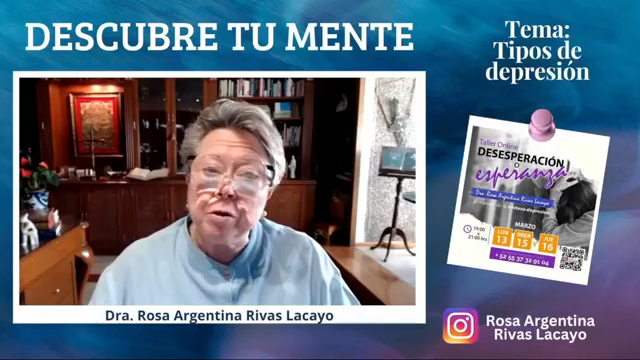 DESCUBRE TU MENTE
Tema:
Tipos de
depresión
Taller Online
DESESPERACIÓN
O
esperanza
Dra. Rosa Argentina Rivas Lacayo
MARZO
19:00
a
21:00 hrs
LUN
13
MIER
15
JUE
16
+ 52 55 37 32 91 04
Dra. Rosa Argentina Rivas Lacayo
Rosa Argentina
Rivas Lacayo